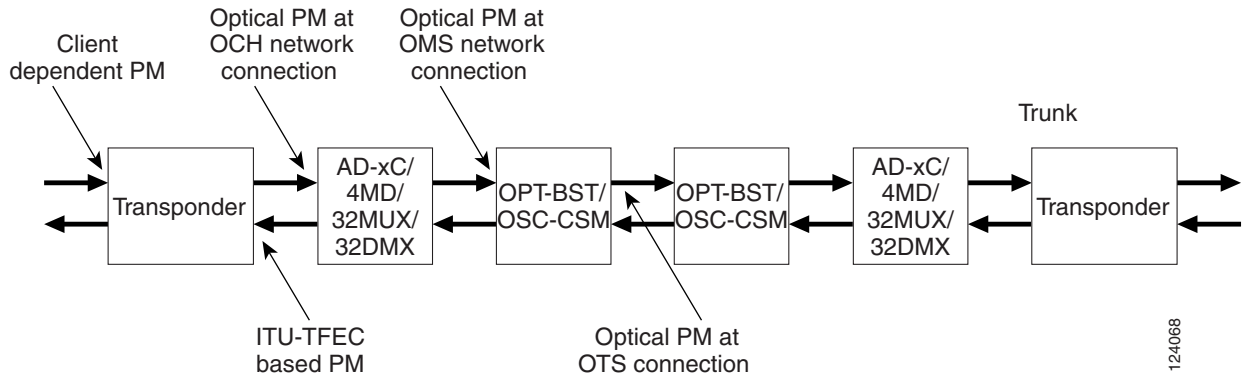 Client
dependent PM
Optical PM at
OCH network
connection
Optical PM at
OMS network
connection
Trunk
Transponder
AD-xC/
4MD/
32MUX/
32DMX
OPT-BST/
OSC-CSM
OPT-BST/
OSC-CSM
AD-xC/
4MD/
32MUX/
32DMX
Transponder
ITU-TFEC
based PM
Optical PM at
OTS connection
124068